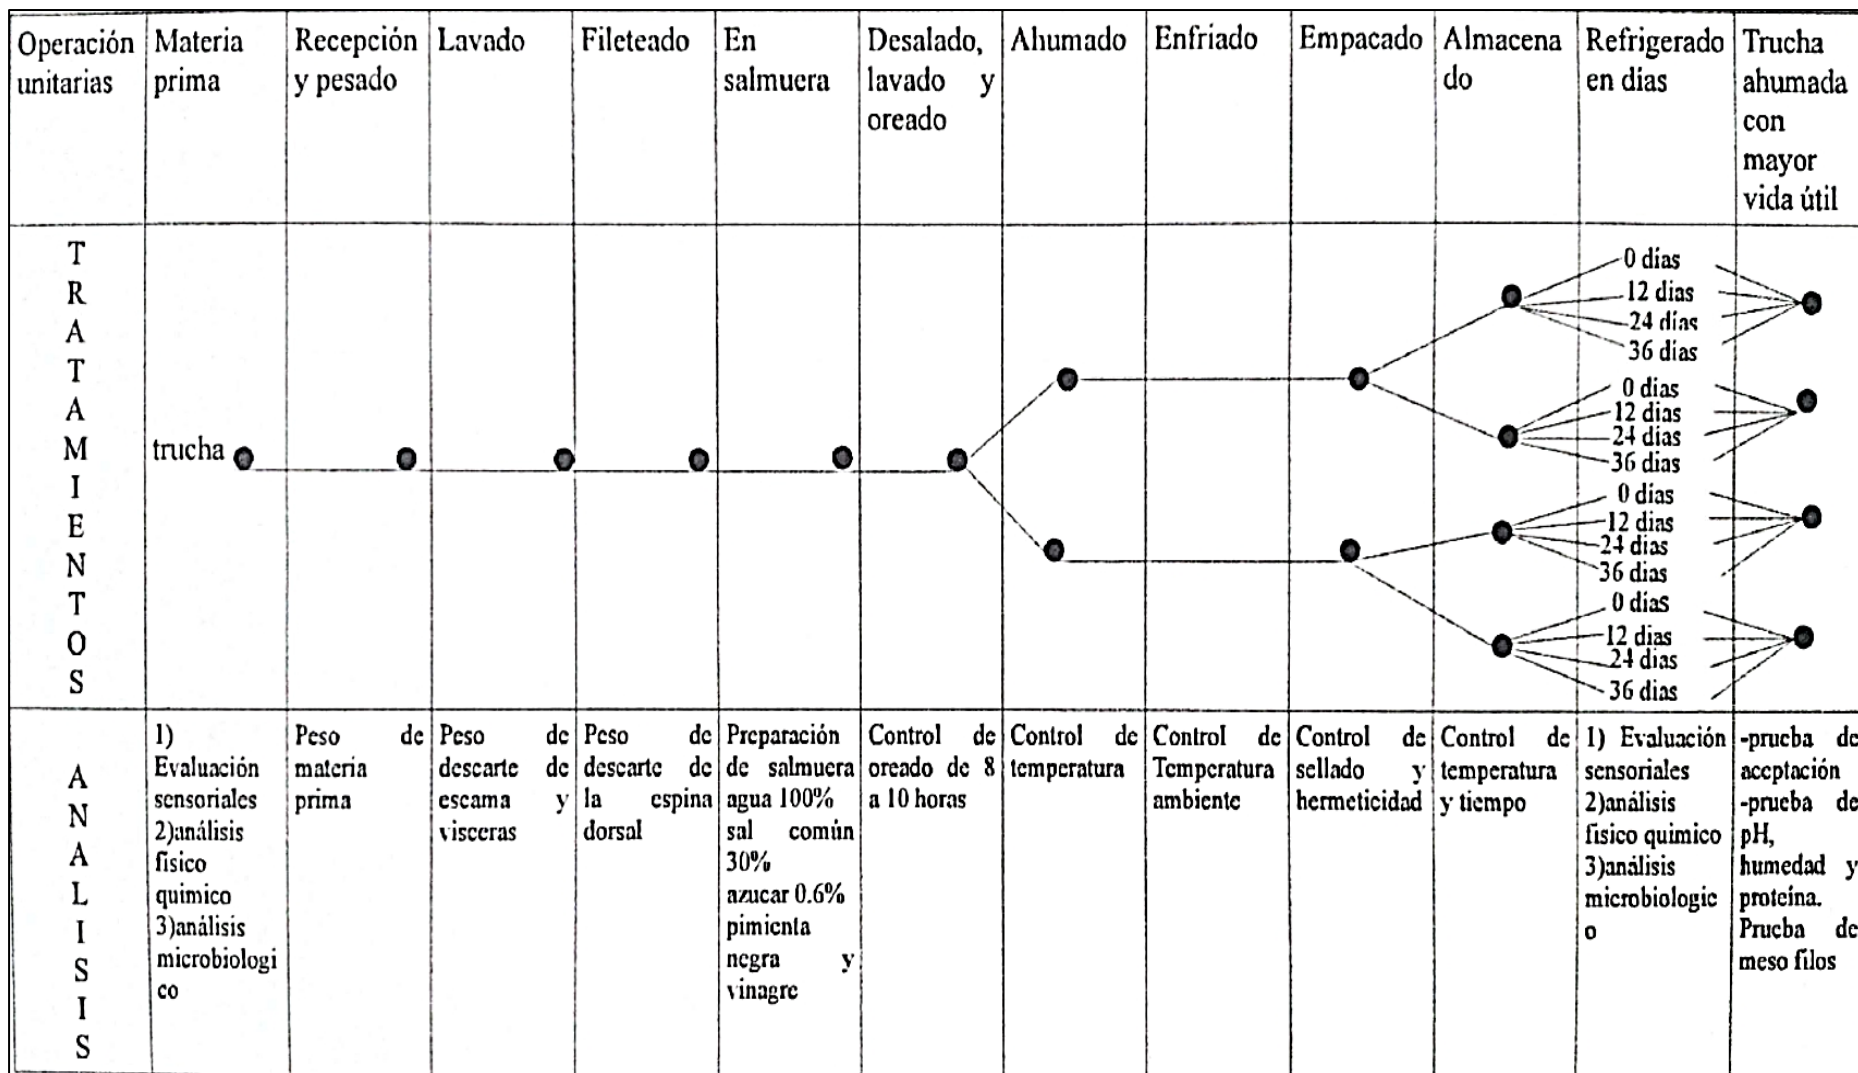 Operación
unitarias
Materia
prima
Recepción
y pesado
Lavado
Fileteado
En
salmuera
Desalado,
lavado y
oreado
Ahumado
Enfriado
Empacado
Almacena
do
Refrigerado
en días
Trucha
ahumada
con
mayor
vida útil
T
R
A
T
A
M
I
E
N
T
O
S
trucha
0 días
12 días
24 días
36 días
0 días
12 días
24 días
36 días
0 días
12 días
24 días
36 días
0 días
12 días
24 días
36 días
A
N
A
L
I
S
I
S
1)
Evaluación
sensoriales
2)análisis
fisico
quimico
3)análisis
microbiologi
co
Peso de
materia
prima
Peso de
descarte de
escama y
visceras
Peso de
descarte de
la espina
dorsal
Preparación
de salmuera
agua 100%
sal común
30%
azucar 0.6%
pimienta
negra y
vinagre
Control de
oreado de 8
a 10 horas
Control de
temperatura
Control de
Temperatura
ambiente
Control de
sellado y
hermeticidad
Control de
temperatura
y tiempo
1) Evaluación
sensoriales
2)análisis
fisico quimico
3)análisis
microbiologic
o
-prueba de
aceptación
-prueba de
pH,
humedad y
proteína.
Prueba de
meso filos